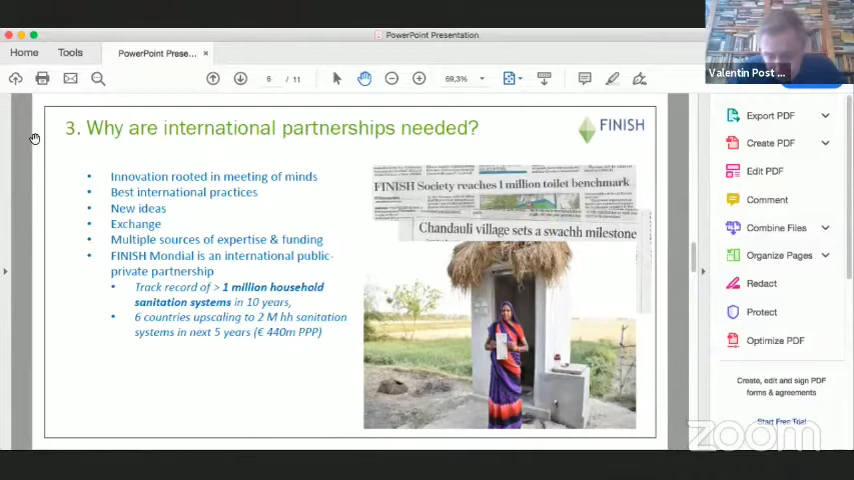 PowerPoint Presentation
Home
Tools
PowerPoint Prese...
×
6 / 11
69,3%
Valentin Post ...
3. Why are international partnerships needed?
FINISH
• Innovation rooted in meeting of minds
• Best international practices
• New ideas
• Exchange
• Multiple sources of expertise & funding
• FINISH Mondial is an international public-
private partnership
• Track record of > 1 million household
sanitation systems in 10 years,
• 6 countries upscaling to 2 M hh sanitation
systems in next 5 years (€ 440m PPP)
FINISH Society reaches 1 million toilet benchmark
Chandauli village sets a swachh milestone
Export PDF
Create PDF
Edit PDF
Comment
Combine Files
Organize Pages
Redact
Protect
Optimize PDF
Create, edit and sign PDF
forms & agreements
Start Free Trial
zoom